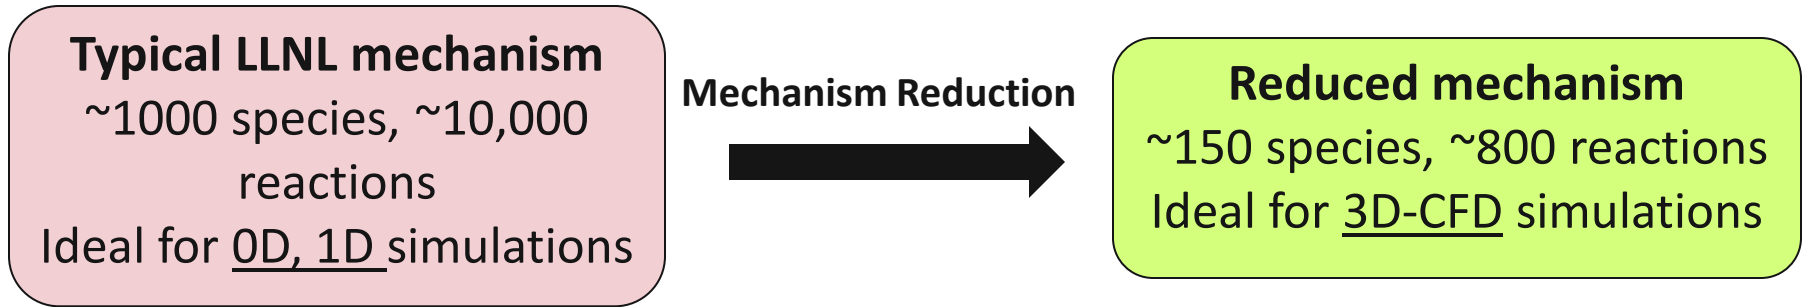 Typical LLNL mechanism
~1000 species, ~10,000
reactions
Ideal for 0D, 1D simulations
Mechanism Reduction
Reduced mechanism
~150 species, ~800 reactions
Ideal for 3D-CFD simulations